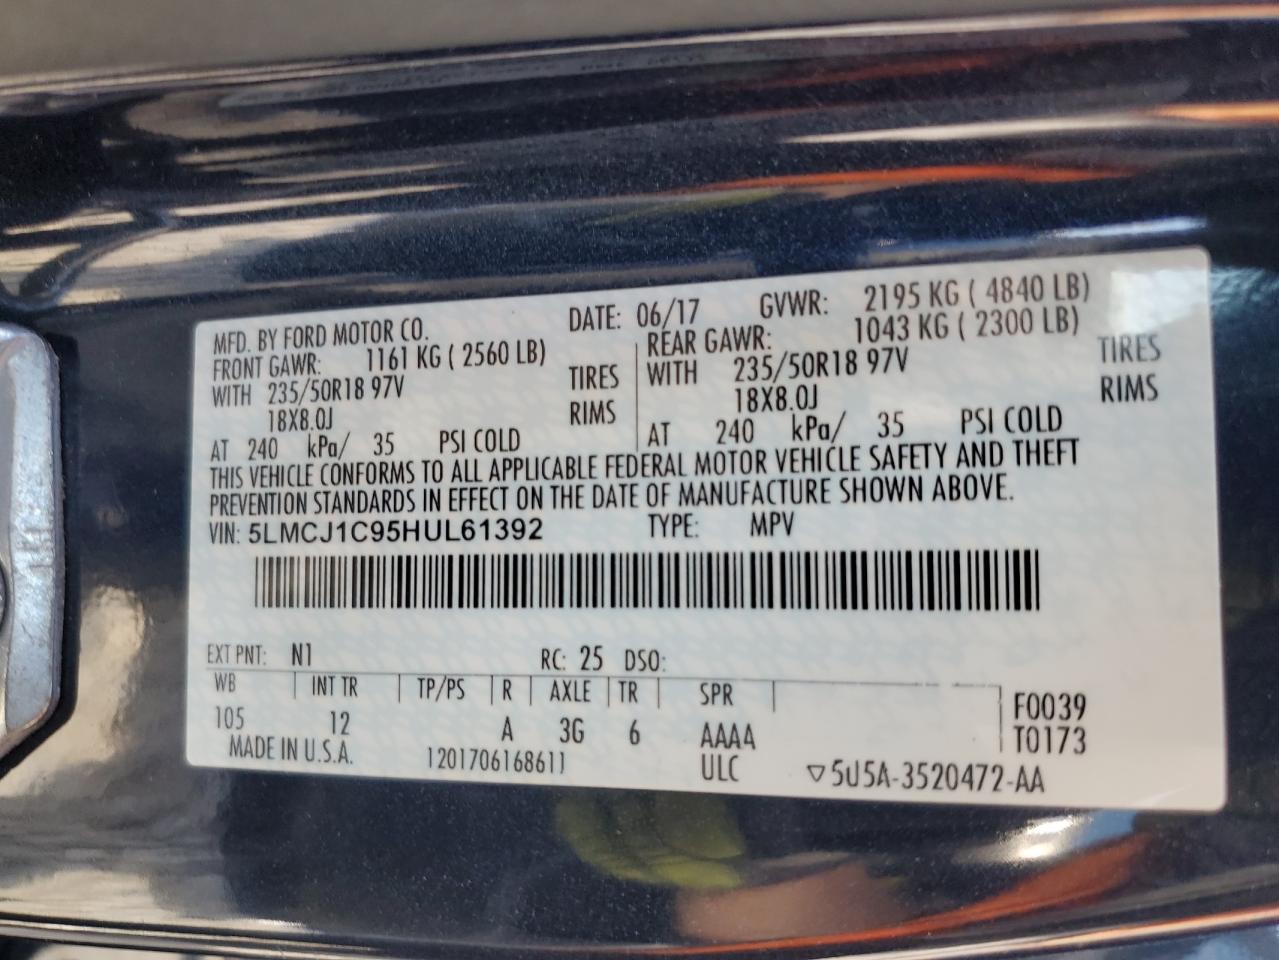 MFD. BY FORD MOTOR CO. DATE: 06/17 GVWR: 2195 KG ( 4840 LB)
FRONT GAWR: 1161 KG ( 2560 LB) REAR GAWR: 1043 KG ( 2300 LB)
WITH 235/50R18 97V TIRES WITH 235/50R18 97V TIRES
18X8.0J RIMS 18X8.0J RIMS
AT 240 kPa/ 35 PSI COLD AT 240 kPa/ 35 PSI COLD
THIS VEHICLE CONFORMS TO ALL APPLICABLE FEDERAL MOTOR VEHICLE SAFETY AND THEFT
PREVENTION STANDARDS IN EFFECT ON THE DATE OF MANUFACTURE SHOWN ABOVE.
VIN: 5LMCJ1C95HUL61392 TYPE: MPV
EXT PNT: N1 RC: 25 DSO:
WB INT TR TP/PS R AXLE TR SPR F0039
105 12 A 3G 6 AAAA T0173
MADE IN U.S.A. 1201706168611 ULC ▽5U5A-3520472-AA